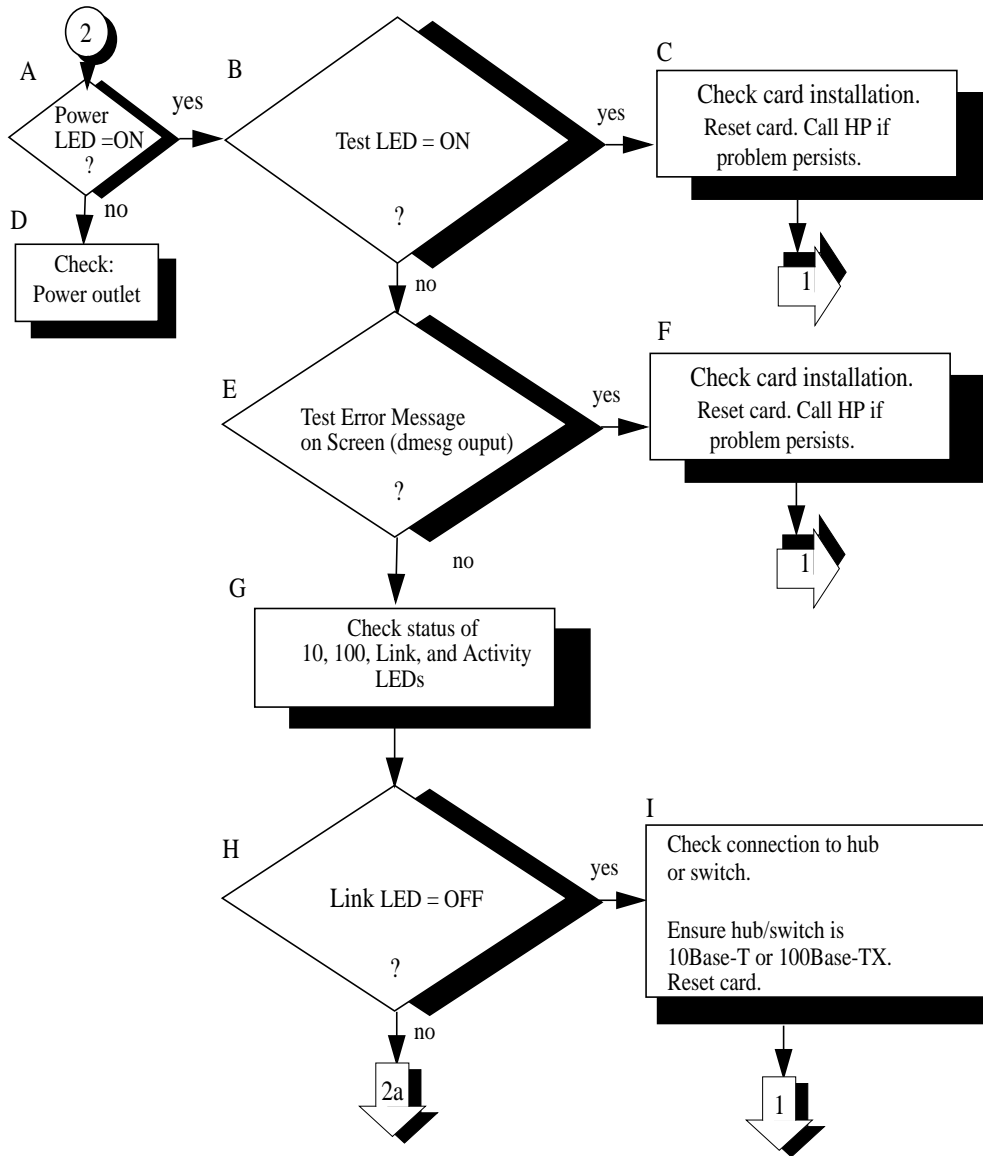 2
A
Power
LED =ON
?
yes
no
B
Test LED = ON
?
yes
no
C
Check card installation.
Reset card. Call HP if
problem persists.
1
D
Check:
Power outlet
E
Test Error Message
on Screen (dmesg ouput)
?
yes
no
F
Check card installation.
Reset card. Call HP if
problem persists.
1
G
Check status of
10, 100, Link, and Activity
LEDs
H
Link LED = OFF
?
yes
no
2a
I
Check connection to hub
or switch.
Ensure hub/switch is
10Base-T or 100Base-TX.
Reset card.
1